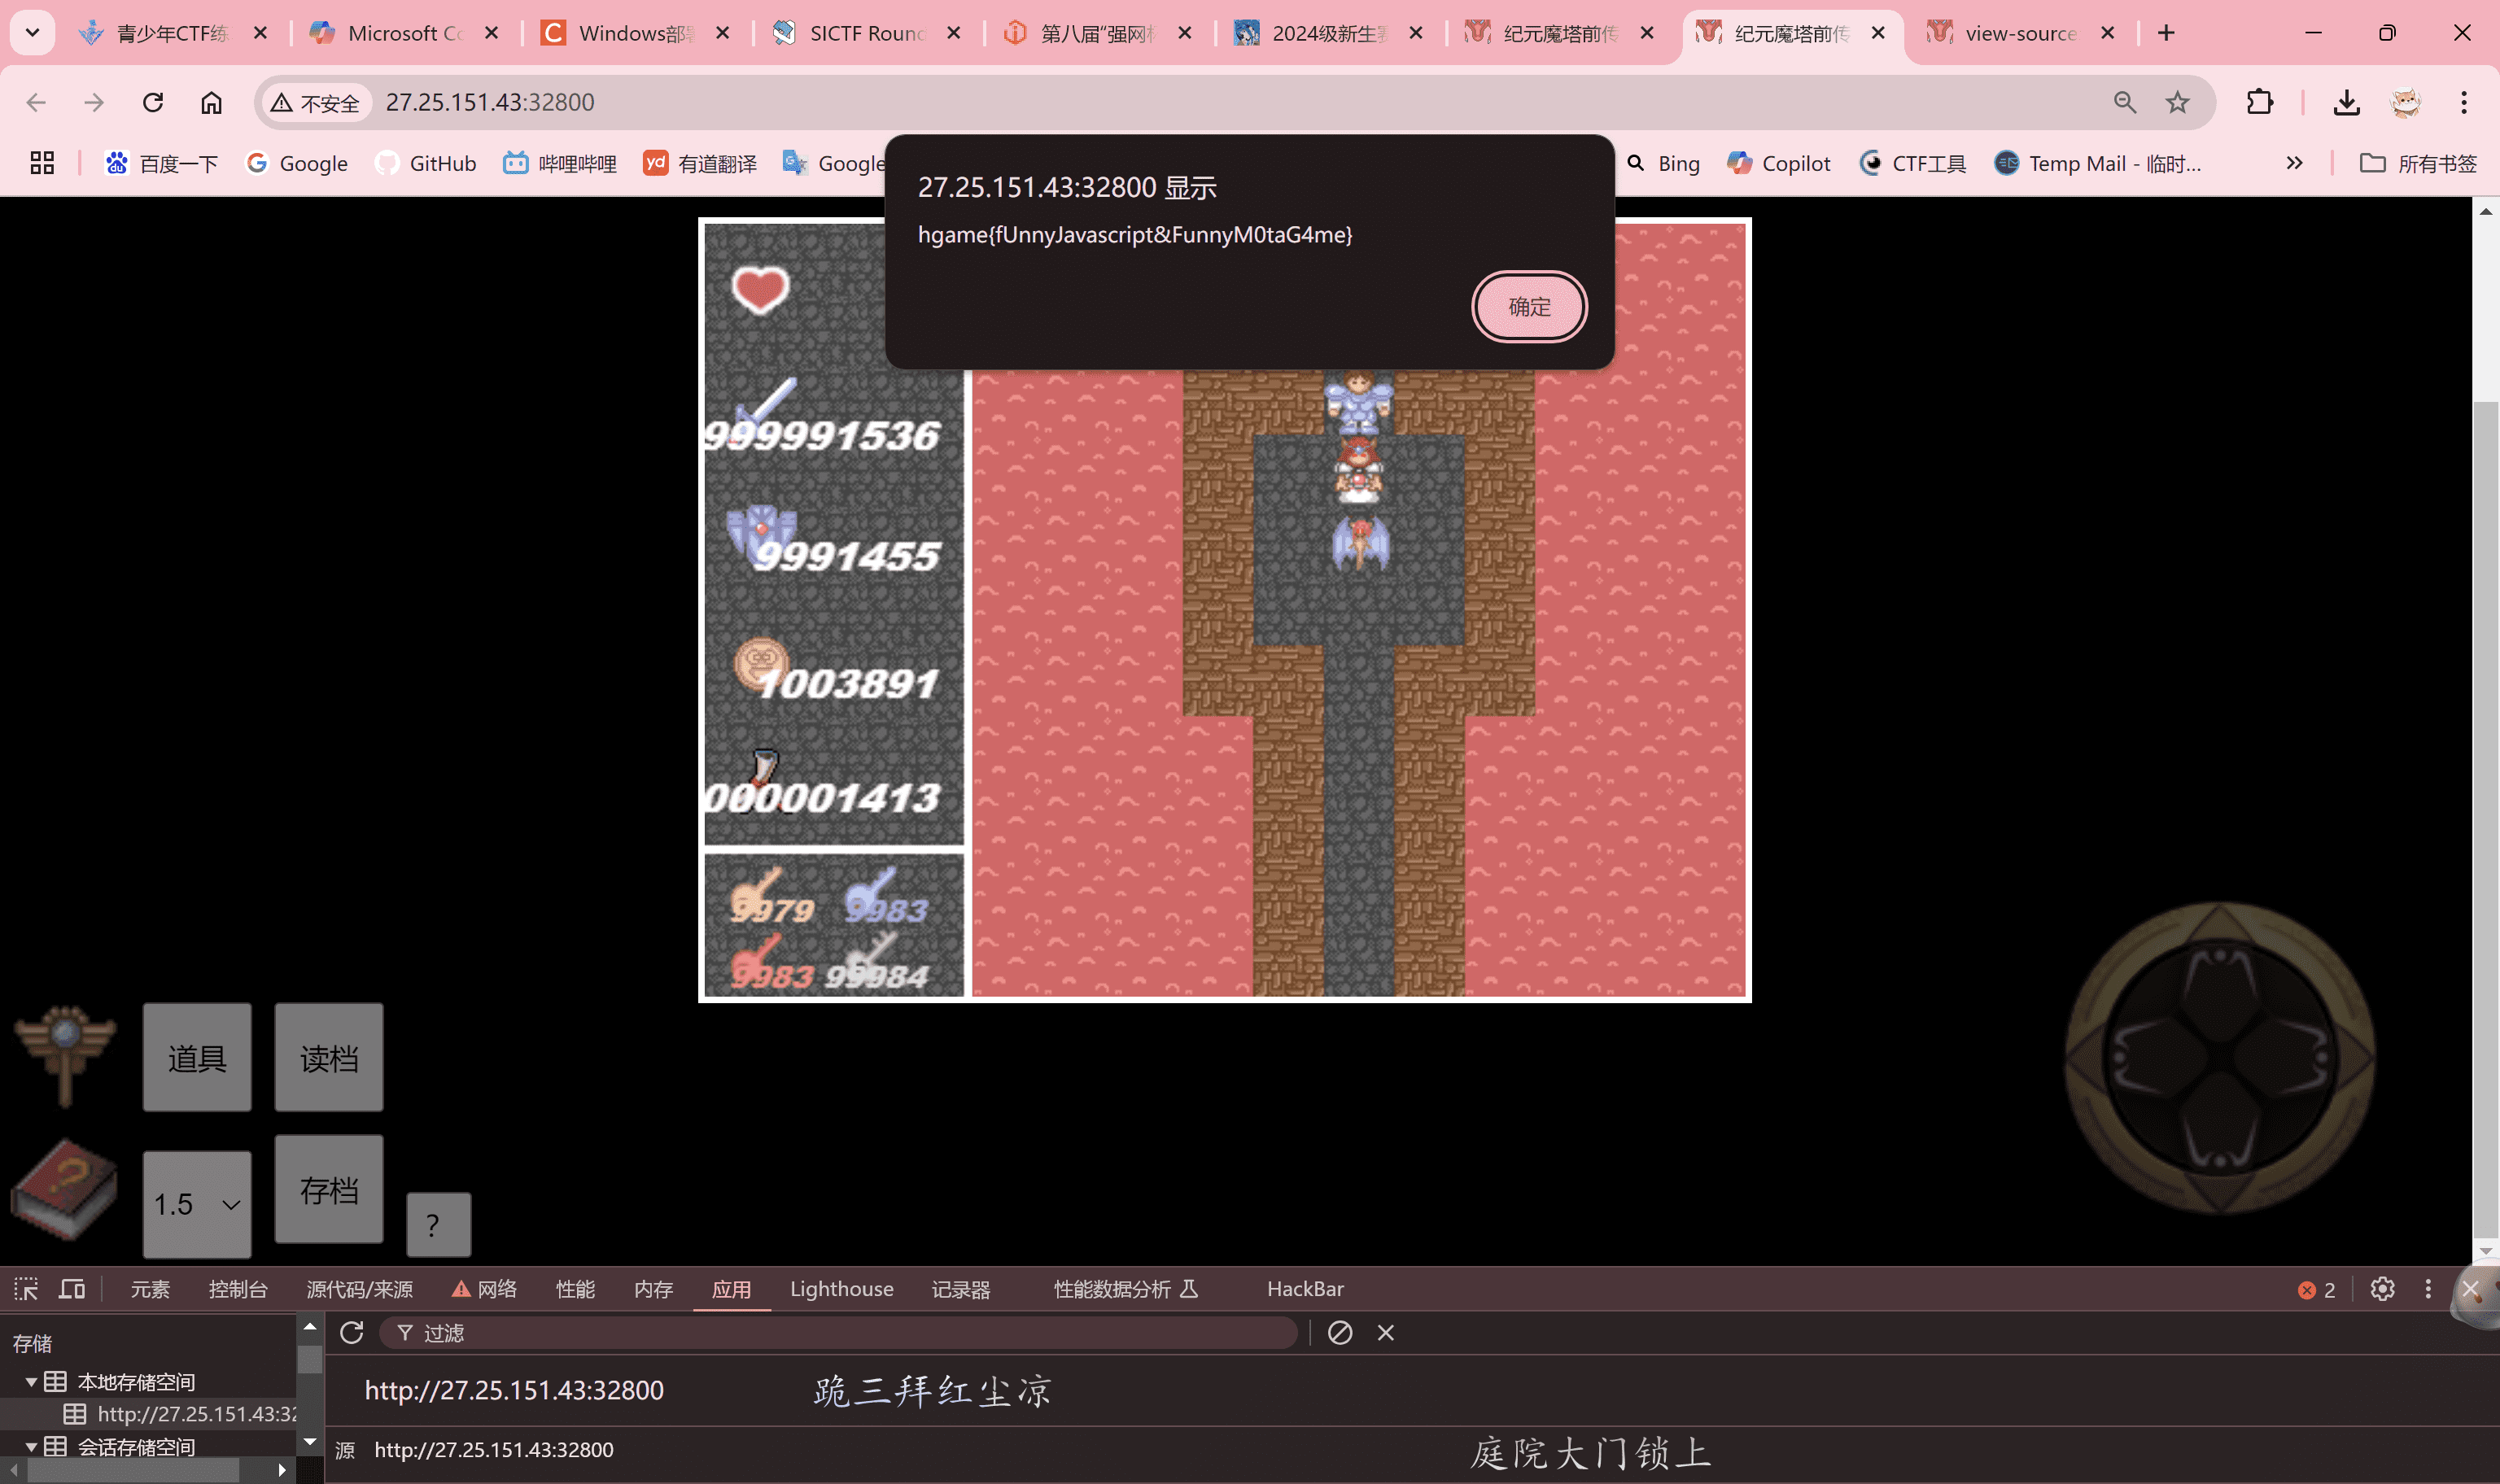 青少年CTF练
Microsoft Co
Windows部署
SICTF Round
第八届“强网杯
2024级新生赛
纪元魔塔前传
纪元魔塔前传
view-source
不安全
27.25.151.43:32800
百度一下
Google
GitHub
哔哩哔哩
有道翻译
Google
Bing
Copilot
CTF工具
Temp Mail - 临时...
所有书签
27.25.151.43:32800 显示
hgame{fUnnyJavascript&FunnyM0taG4me}
确定
999991536
9991455
1003891
000001413
9979
9983
9983
99984
道具
读档
1.5
存档
?
元素
控制台
源代码/来源
网络
性能
内存
应用
Lighthouse
记录器
性能数据分析
HackBar
2
存储
过滤
本地存储空间
http://27.25.151.43:32800
跪三拜红尘凉
http://27.25.151.43:32
会话存储空间
源 http://27.25.151.43:32800
庭院大门锁上